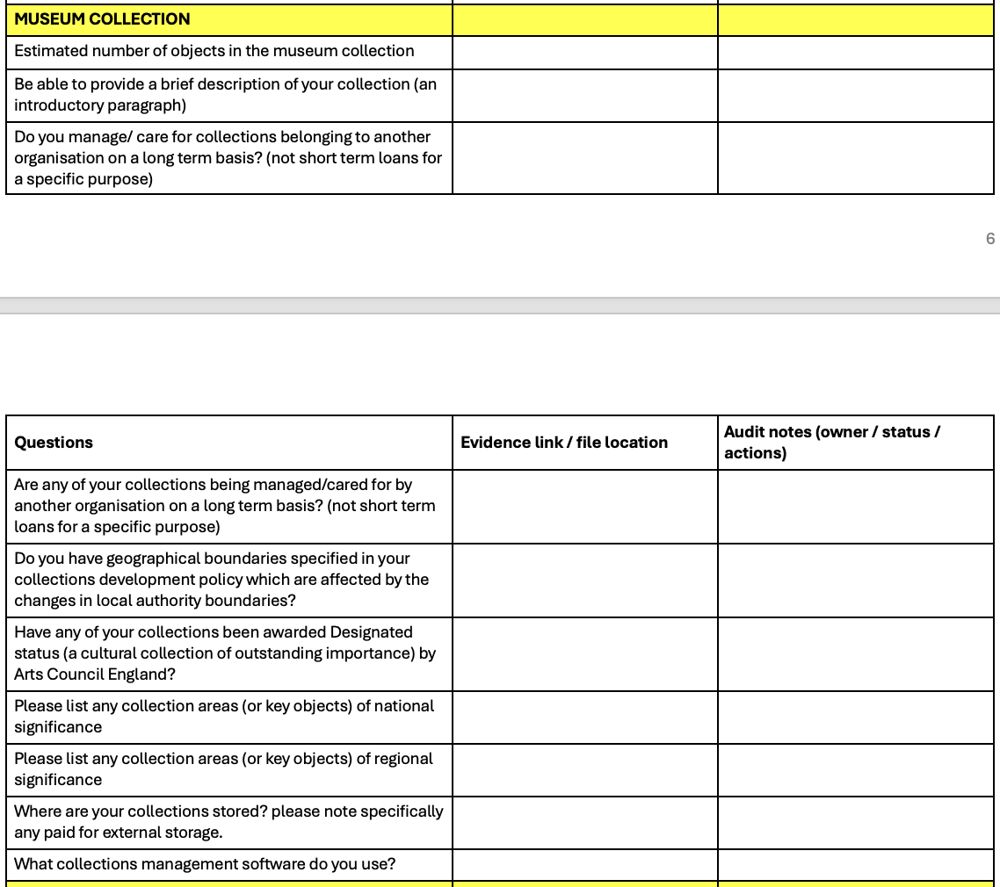 MUSEUM COLLECTION
Estimated number of objects in the museum collection
Be able to provide a brief description of your collection (an
introductory paragraph)
Do you manage/ care for collections belonging to another
organisation on a long term basis? (not short term loans for
a specific purpose)
6
Questions
Evidence link / file location
Audit notes (owner / status /
actions)
Are any of your collections being managed/cared for by
another organisation on a long term basis? (not short term
loans for a specific purpose)
Do you have geographical boundaries specified in your
collections development policy which are affected by the
changes in local authority boundaries?
Have any of your collections been awarded Designated
status (a cultural collection of outstanding importance) by
Arts Council England?
Please list any collection areas (or key objects) of national
significance
Please list any collection areas (or key objects) of regional
significance
Where are your collections stored? please note specifically
any paid for external storage.
What collections management software do you use?